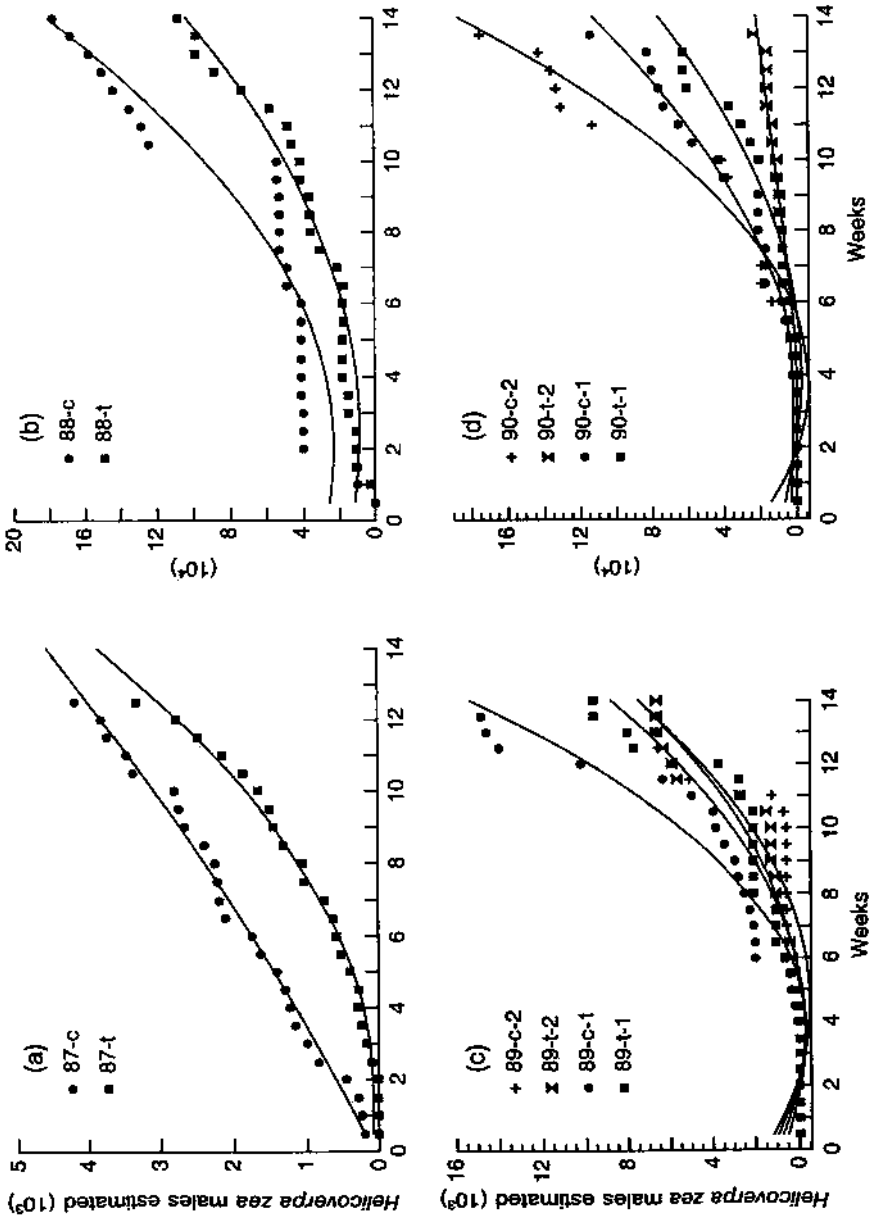 (a)
87-c
87-t
5
4
3
2
1
0
0 2 4 6 8 10 12 14
Helicoverpa zea males estimated (10³)
(b)
88-c
88-t
20
16
12
8
4
0
0 2 4 6 8 10 12 14
(10⁴)
(c)
89-c-2
89-t-2
89-c-1
89-t-1
16
12
8
4
0
0 2 4 6 8 10 12 14
Weeks
Helicoverpa zea males estimated (10³)
(d)
90-c-2
90-t-2
90-c-1
90-t-1
16
12
8
4
0
0 2 4 6 8 10 12 14
Weeks
(10⁴)